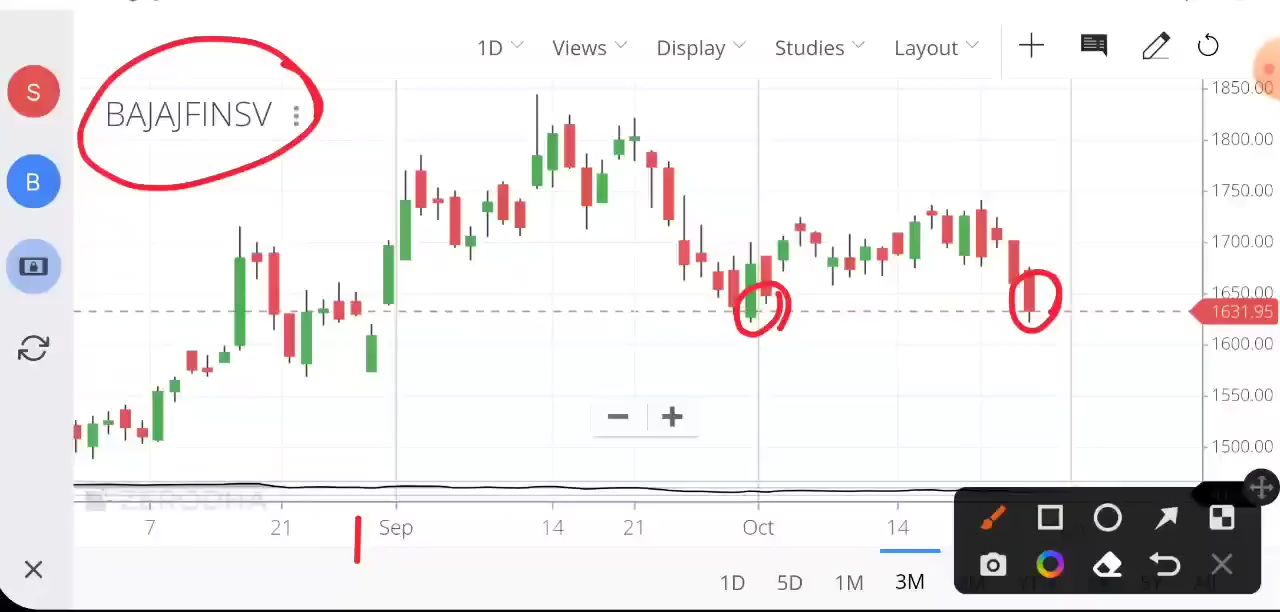 1D Views Display Studies Layout
S
BAJAJFINSV
B
1850.00
1800.00
1750.00
1700.00
1650.00
1631.95
1600.00
1550.00
1500.00
ZERODHA
7 21 Sep 14 21 Oct 14
1D 5D 1M 3M